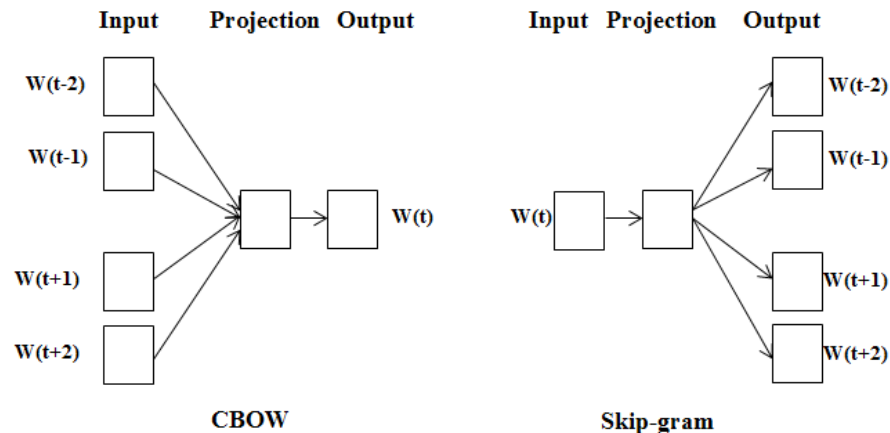 Input Projection Output
W(t-2)
W(t-1)
W(t)
W(t+1)
W(t+2)
CBOW
Input Projection Output
W(t-2)
W(t-1)
W(t)
W(t+1)
W(t+2)
Skip-gram